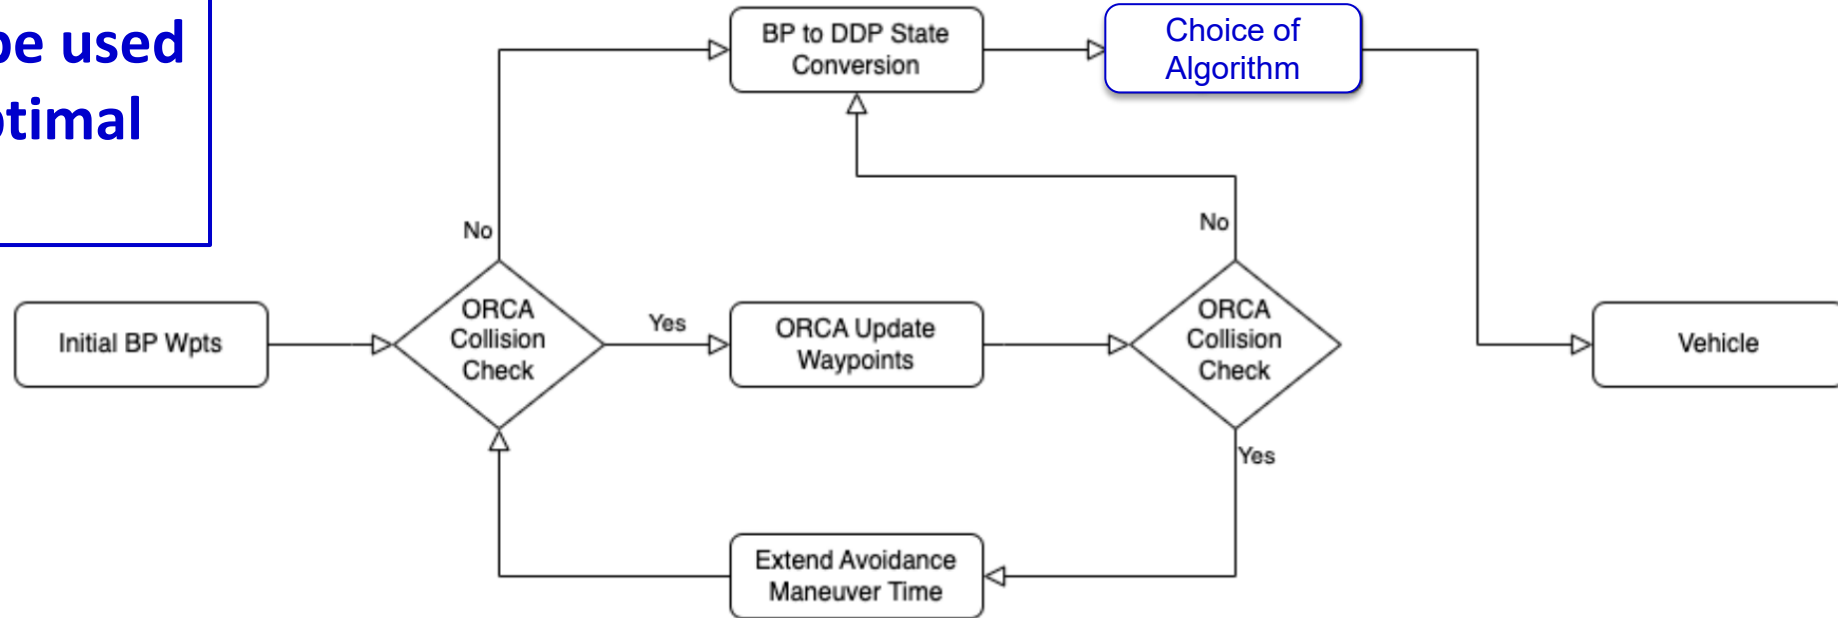 be used
BP to DDP State
Conversion
Choice of
Algorithm
No
No
Initial BP Wpts
ORCA
Collision
Check
Yes
ORCA Update
Waypoints
ORCA
Collision
Check
Vehicle
Yes
Extend Avoidance
Maneuver Time